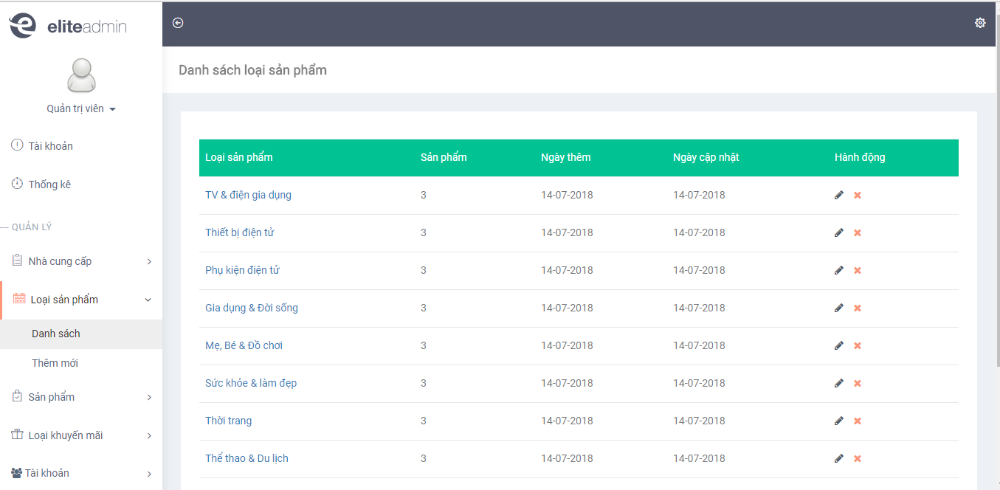 eliteadmin
Danh sách loại sản phẩm
Quản trị viên
Tài khoản
Thống kê
--- QUẢN LÝ
Nhà cung cấp
Loại sản phẩm
Danh sách
Thêm mới
Sản phẩm
Loại khuyến mãi
Tài khoản
Loại sản phẩm Sản phẩm Ngày thêm Ngày cập nhật Hành động
TV & điện gia dụng 3 14-07-2018 14-07-2018
Thiết bị điện tử 3 14-07-2018 14-07-2018
Phụ kiện điện tử 3 14-07-2018 14-07-2018
Gia dụng & Đời sống 3 14-07-2018 14-07-2018
Mẹ, Bé & Đồ chơi 3 14-07-2018 14-07-2018
Sức khỏe & làm đẹp 3 14-07-2018 14-07-2018
Thời trang 3 14-07-2018 14-07-2018
Thể thao & Du lịch 3 14-07-2018 14-07-2018